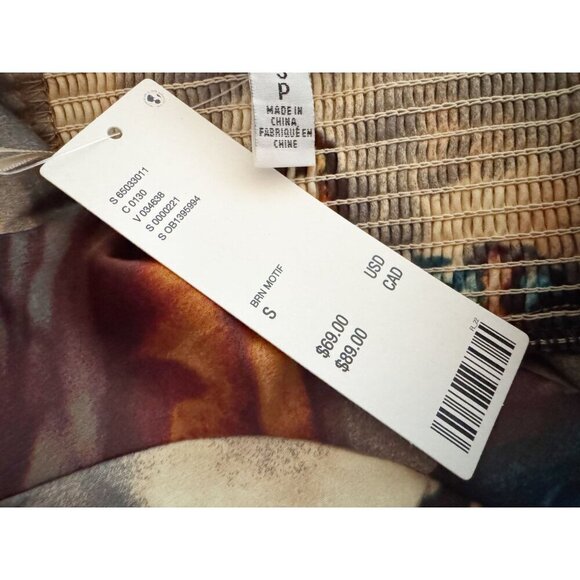 S 65033011
C 0130
V 034638
S 0000221
S OB1395994
BRN MOTIF
S
USD
CAD
$69.00
$89.00
FL_22
P
MADE IN
CHINA
FABRIQUÉ EN
CHINE